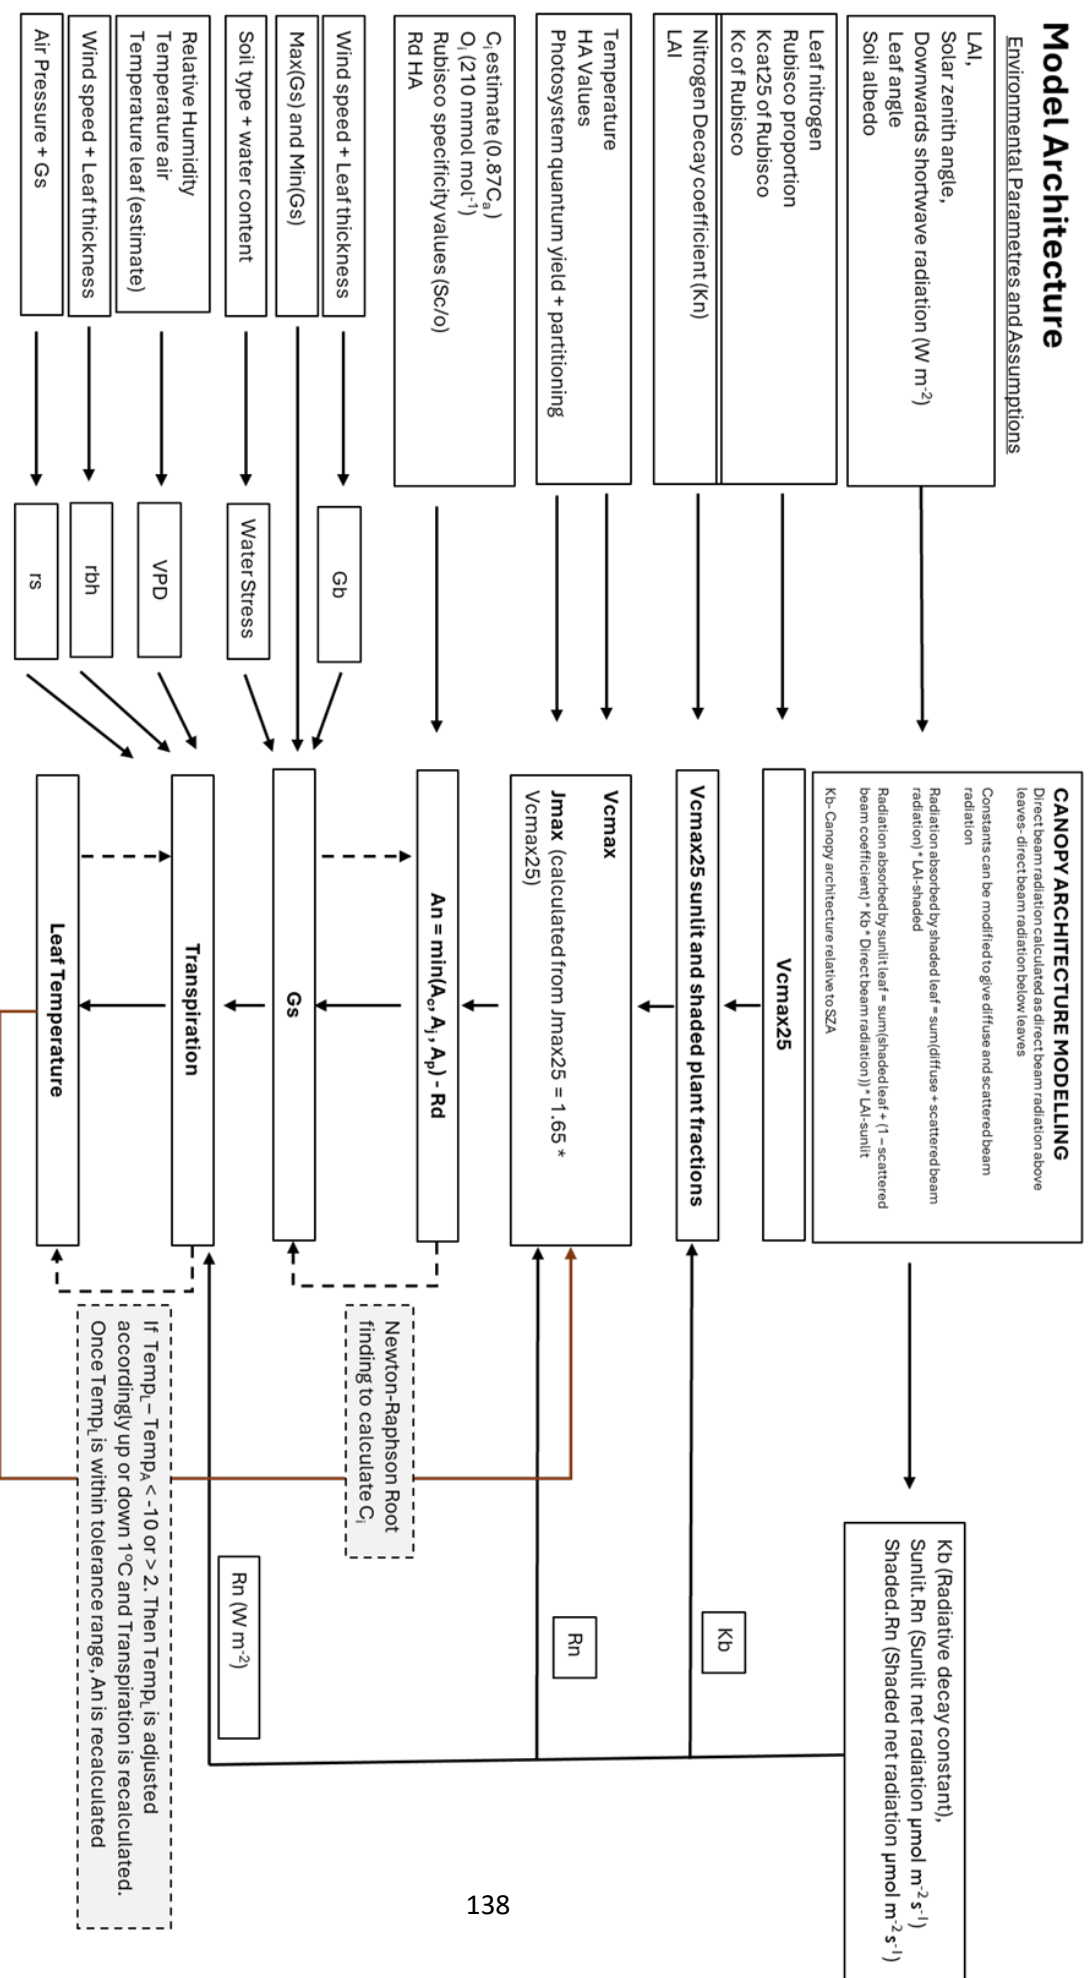 Model Architecture
Environmental Parametres and Assumptions
LAI,
Solar zenith angle,
Downwards shortwave radiation (W m-2)
Leaf angle
Soil albedo
Leaf nitrogen
Rubisco proportion
Kcat25 of Rubisco
Kc of Rubisco
Nitrogen Decay coefficient (Kn)
LAI
Temperature
HA Values
Photosystem quantum yield + partitioning
Ci estimate (0.87Ca)
Oi (210 mmol mol-1)
Rubisco specificity values (Sc/o)
Rd HA
Wind speed + Leaf thickness
Max(Gs) and Min(Gs)
Soil type + water content
Relative Humidity
Temperature air
Temperature leaf (estimate)
Wind speed + Leaf thickness
Air Pressure + Gs
Gb
Water Stress
VPD
rbh
rs
CANOPY ARCHITECTURE MODELLING
Direct beam radiation calculated as direct beam radiation above
leaves- direct beam radiation below leaves
Constants can be modified to give diffuse and scattered beam
radiation
Radiation absorbed by shaded leaf = sum(diffuse + scattered beam
radiation) * LAI-shaded
Radiation absorbed by sunlit leaf = sum(shaded leaf + (1 – scattered
beam coefficient) * Kb * Direct beam radiation)) * LAI-sunlit
Kb- Canopy architecture relative to SZA
Vcmax25
Vcmax25 sunlit and shaded plant fractions
Vcmax
Jmax (calculated from Jmax25 = 1.65 *
Vcmax25)
An = min(Ac, Aj, Ap) - Rd
Gs
Transpiration
Leaf Temperature
Kb (Radiative decay constant),
Sunlit.Rn (Sunlit net radiation μmol m-2 s-1)
Shaded.Rn (Shaded net radiation μmol m-2 s-1)
Kb
Rn
Newton-Raphson Root
finding to calculate Ci
Rn (W m-2)
If TempL – TempA < -10 or > 2. Then TempL is adjusted
accordingly up or down 1°C and Transpiration is recalculated.
Once TempL is within tolerance range, An is recalculated
138